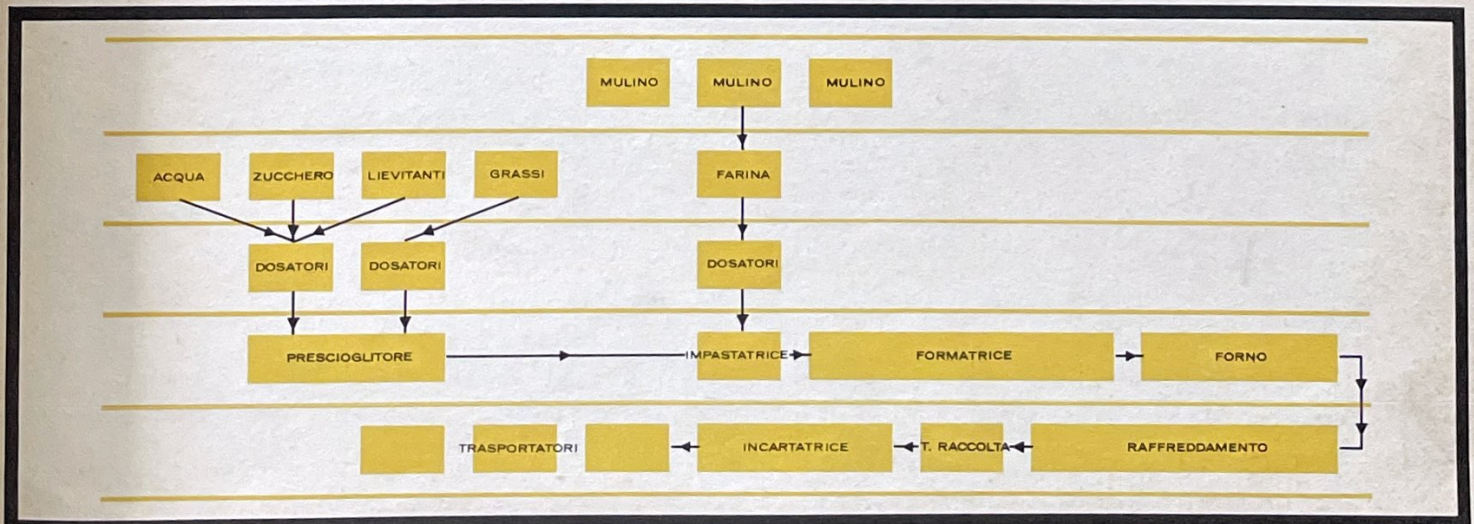 MULINO MULINO MULINO
ACQUA ZUCCHERO LIEVITANTI GRASSI FARINA
DOSATORI DOSATORI DOSATORI
PRESCIOGLITORE IMPASTATRICE FORMATRICE FORNO
TRASPORTATORI INCARTATRICE T. RACCOLTA RAFFREDDAMENTO